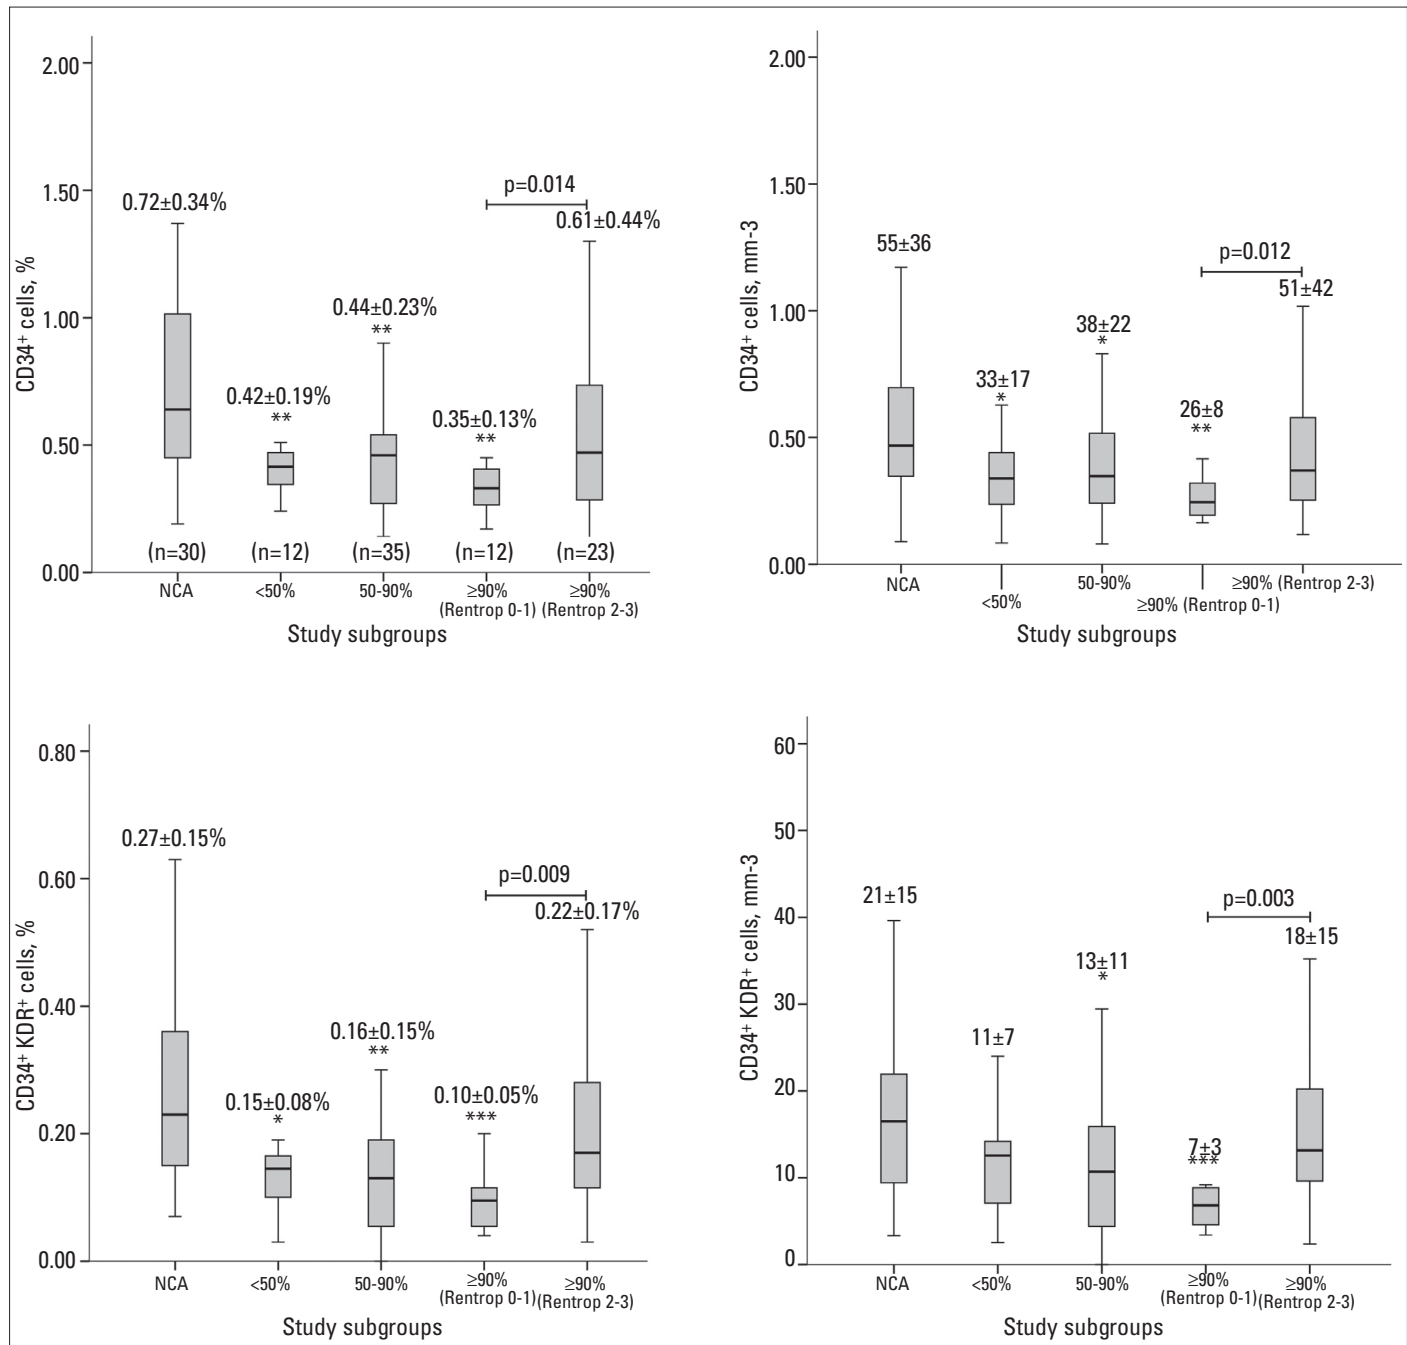 2.00
1.50
1.00
0.50
0.00
CD34⁺ cells, %
0.72±0.34%
0.42±0.19%
**
0.44±0.23%
**
0.35±0.13%
**
p=0.014
0.61±0.44%
(n=30) (n=12) (n=35) (n=12) (n=23)
NCA <50% 50-90% ≥90% ≥90%
(Rentrop 0-1) (Rentrop 2-3)
Study subgroups
2.00
1.50
1.00
0.50
0.00
CD34⁺ cells, mm-3
55±36
33±17
*
38±22
*
26±8
**
p=0.012
51±42
NCA 50-90% ≥90% (Rentrop 2-3)
<50% ≥90% (Rentrop 0-1)
Study subgroups
0.80
0.60
0.40
0.20
0.00
CD34⁺ KDR⁺ cells, %
0.27±0.15%
0.15±0.08%
*
0.16±0.15%
**
0.10±0.05%
***
p=0.009
0.22±0.17%
NCA <50% 50-90% ≥90% ≥90%
(Rentrop 0-1) (Rentrop 2-3)
Study subgroups
60
50
40
30
20
10
0
CD34⁺ KDR⁺ cells, mm-3
21±15
11±7
13±11
*
7±3
***
p=0.003
18±15
NCA <50% 50-90% ≥90% ≥90%
(Rentrop 0-1) (Rentrop 2-3)
Study subgroups